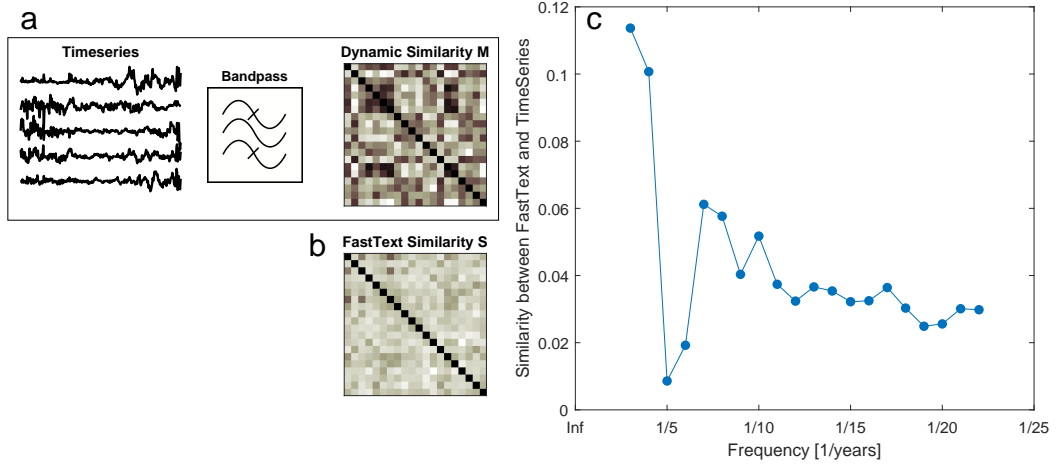 a
Timeseries
Bandpass
Dynamic Similarity M
b
FastText Similarity S
c
Similarity between FastText and TimeSeries
0.12
0.1
0.08
0.06
0.04
0.02
0
Inf 1/5 1/10 1/15 1/20 1/25
Frequency [1/years]